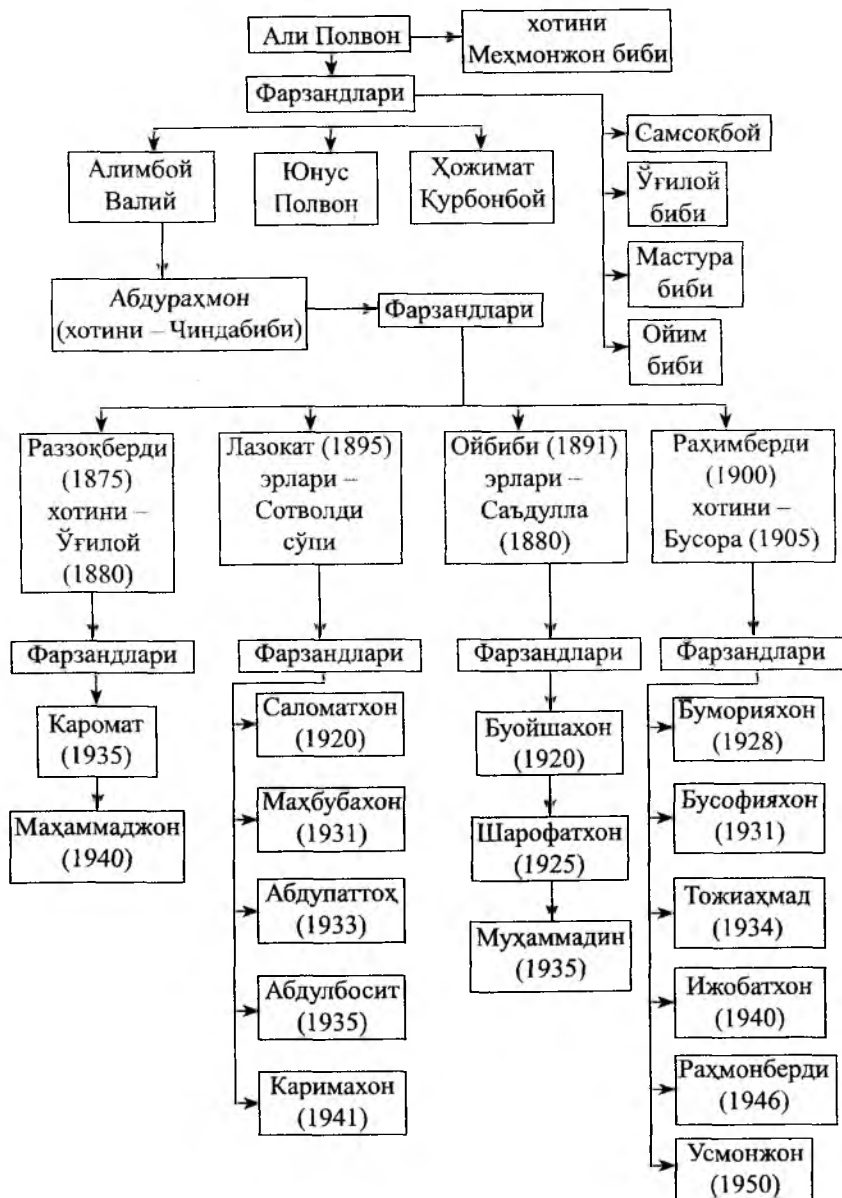 Али Полвон
хотини
Меҳмонжон биби
Фарзандлари
Алимбой
Валий
Юнус
Полвон
Ҳожимат
Қурбонбой
Самсоқбой
Ўғилой
биби
Мастура
биби
Ойим
биби
Абдураҳмон
(хотини – Чиндабиби)
Фарзандлари
Раззоқберди
(1875)
хотини –
Ўғилой
(1880)
Лазокат (1895)
эрлари –
Сотволди
сўпи
Ойбиби (1891)
эрлари –
Саъдулла
(1880)
Раҳимберди
(1900)
хотини –
Бусора (1905)
Фарзандлари
Каромат
(1935)
Маҳаммаджон
(1940)
Фарзандлари
Саломатхон
(1920)
Маҳбубахон
(1931)
Абдупаттоҳ
(1933)
Абдулбосит
(1935)
Каримахон
(1941)
Фарзандлари
Буойшахон
(1920)
Шарофатхон
(1925)
Муҳаммадин
(1935)
Фарзандлари
Буморияхон
(1928)
Бусофияхон
(1931)
Тожиаҳмад
(1934)
Ижобатхон
(1940)
Раҳмонберди
(1946)
Усмонжон
(1950)